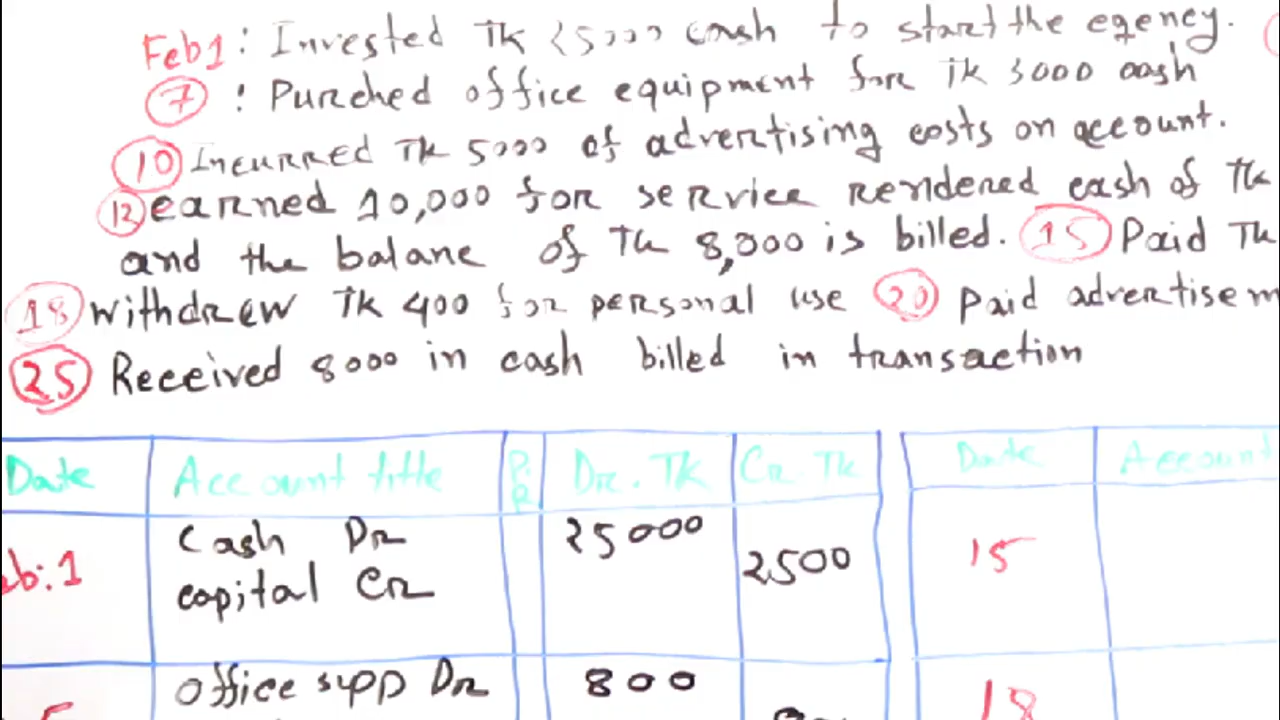 Feb1: Invested Tk 25000 cash to start the egency.
7 : Purched office equipment for Tk 3000 cash
10 Incurred Tk 5000 of advertising costs on account.
12 earned 10,000 for service rendered cash of Tk
and the balane of Tk 8,000 is billed. 15 Paid Tk
18 withdrew Tk 400 for personal use 20 Paid advertisem
25 Received 8000 in cash billed in transaction
Date Account title P.R Dr. Tk Cr. Tk Date Account
eb:1 Cash Dr 25000 15
capital Cr 2500
office supp Dr 800 18